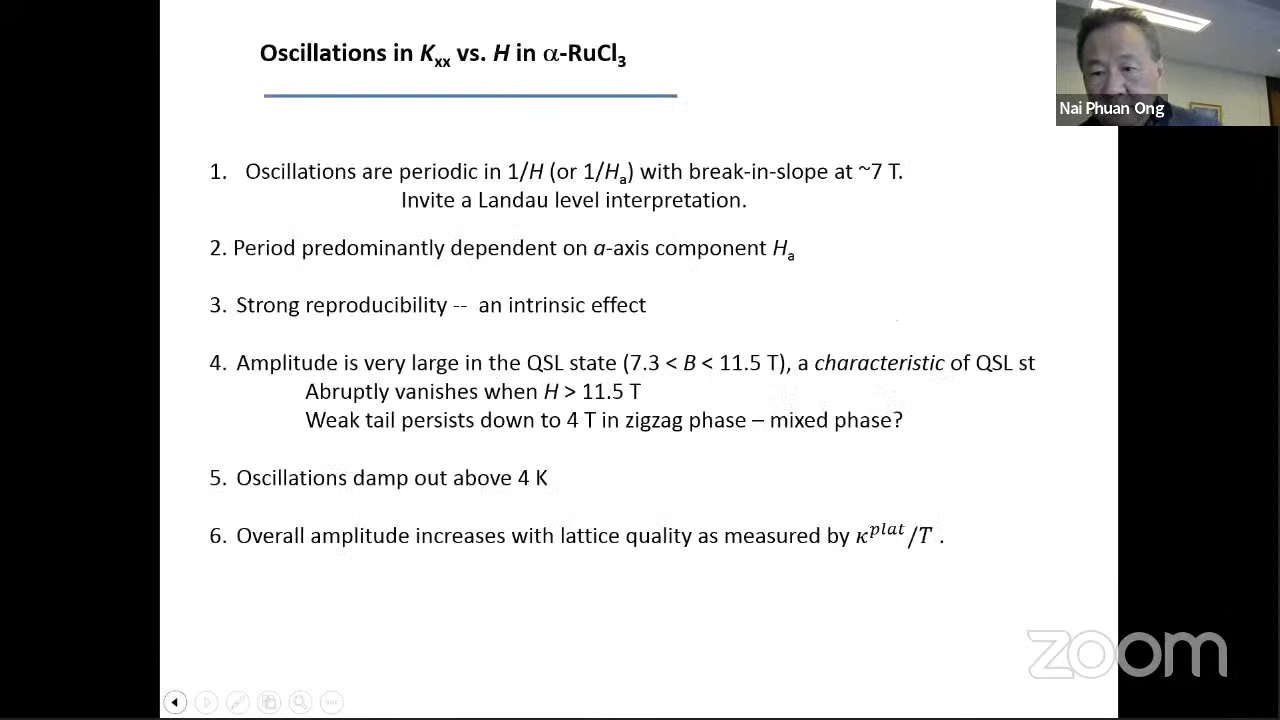 Oscillations in Kxx vs. H in α-RuCl3
Nai Phuan Ong
1. Oscillations are periodic in 1/H (or 1/Ha) with break-in-slope at ~7 T.
Invite a Landau level interpretation.
2. Period predominantly dependent on a-axis component Ha
3. Strong reproducibility -- an intrinsic effect
4. Amplitude is very large in the QSL state (7.3 < B < 11.5 T), a characteristic of QSL st
Abruptly vanishes when H > 11.5 T
Weak tail persists down to 4 T in zigzag phase – mixed phase?
5. Oscillations damp out above 4 K
6. Overall amplitude increases with lattice quality as measured by κ^plat/T .
zoom